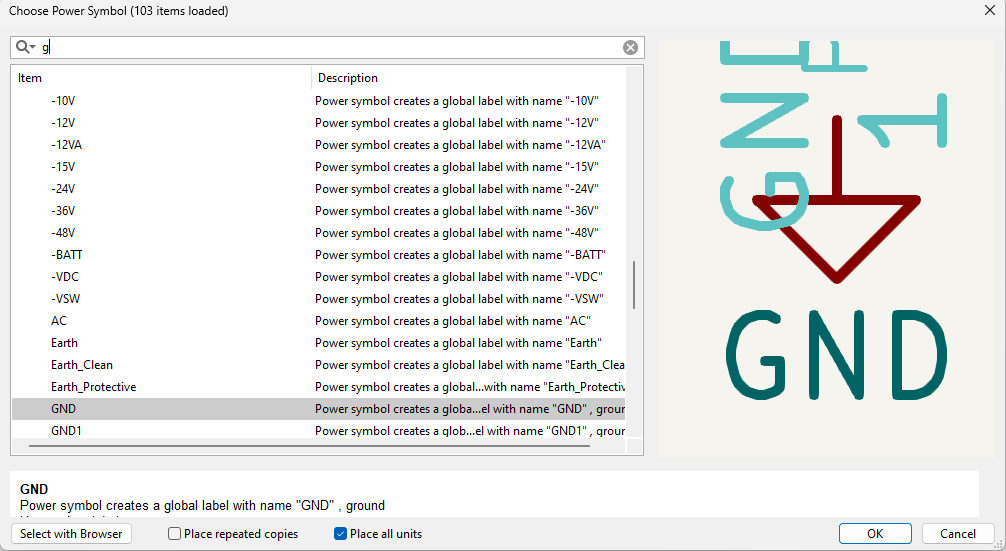 Choose Power Symbol (103 items loaded)
g
Item Description
-10V Power symbol creates a global label with name "-10V"
-12V Power symbol creates a global label with name "-12V"
-12VA Power symbol creates a global label with name "-12VA"
-15V Power symbol creates a global label with name "-15V"
-24V Power symbol creates a global label with name "-24V"
-36V Power symbol creates a global label with name "-36V"
-48V Power symbol creates a global label with name "-48V"
-BATT Power symbol creates a global label with name "-BATT"
-VDC Power symbol creates a global label with name "-VDC"
-VSW Power symbol creates a global label with name "-VSW"
AC Power symbol creates a global label with name "AC"
Earth Power symbol creates a global label with name "Earth"
Earth_Clean Power symbol creates a global label with name "Earth_Clea
Earth_Protective Power symbol creates a global...with name "Earth_Protectiv
GND Power symbol creates a globa...el with name "GND" , groun
GND1 Power symbol creates a glob...el with name "GND1" , groun
GND
1
GND
GND
Power symbol creates a global label with name "GND" , ground
Select with Browser Place repeated copies Place all units OK Cancel